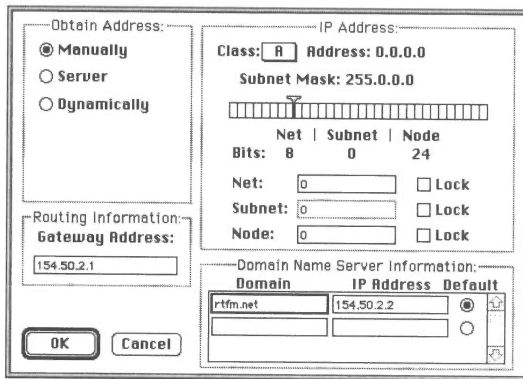 Obtain Address:
Manually
Server
Dynamically
Routing Information:
Gateway Address:
154.50.2.1
OK
Cancel
IP Address:
Class: A Address: 0.0.0.0
Subnet Mask: 255.0.0.0
Net | Subnet | Node
Bits: 8 0 24
Net: 0 Lock
Subnet: 0 Lock
Node: 0 Lock
Domain Name Server Information:
Domain IP Address Default
rtfm.net 154.50.2.2